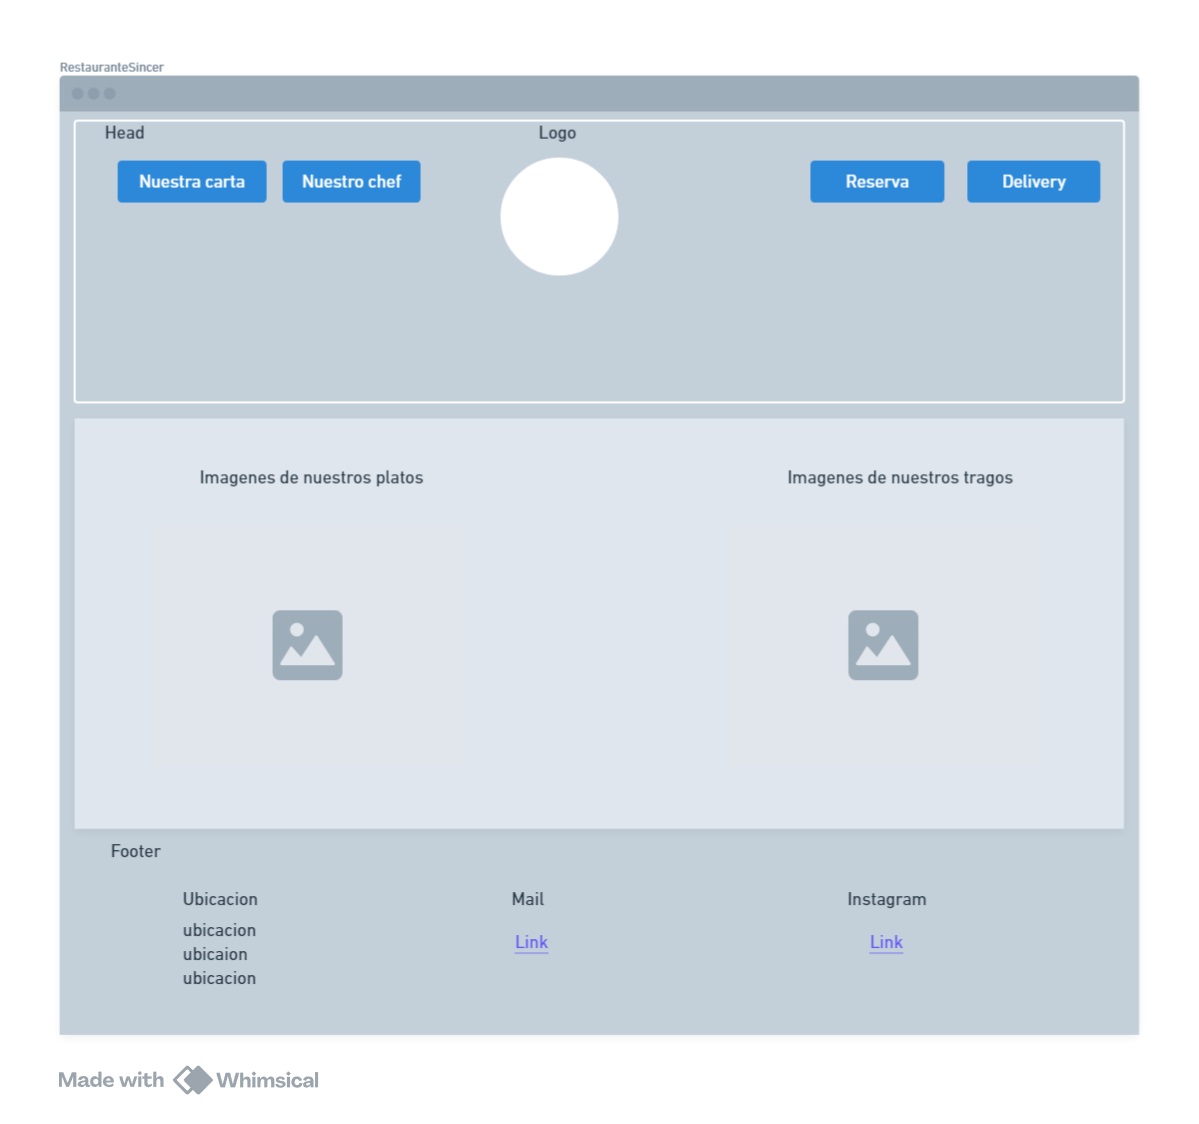 RestauranteSincer
Head
Logo
Nuestra carta
Nuestro chef
Reserva
Delivery
Imagenes de nuestros platos
Imagenes de nuestros tragos
Footer
Ubicacion
Mail
Instagram
ubicacion
ubicaion
ubicacion
Link
Link
Made with Whimsical